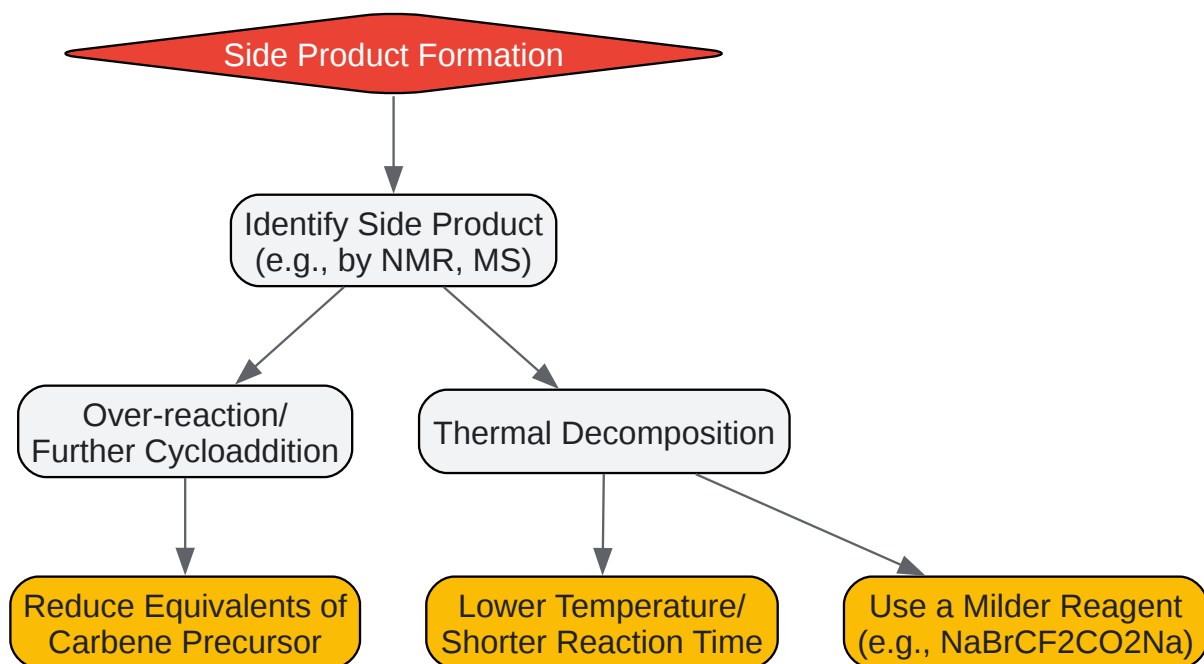 Side Product Formation
Identify Side Product
(e.g., by NMR, MS)
Over-reaction/
Further Cycloaddition
Thermal Decomposition
Reduce Equivalents of
Carbene Precursor
Lower Temperature/
Shorter Reaction Time
Use a Milder Reagent
(e.g., NaBrCF2CO2Na)